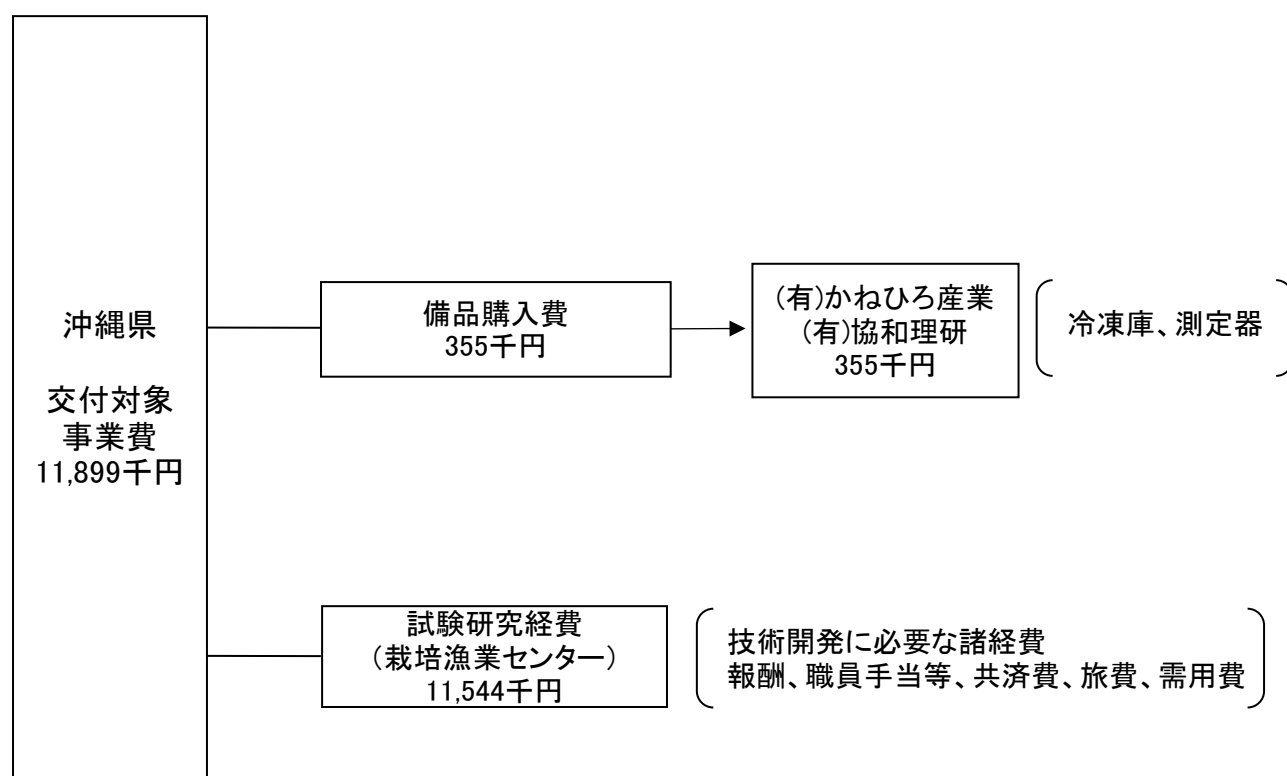 沖縄県
交付対象
事業費
11,899千円
備品購入費
355千円
(有)かねひろ産業
(有)協和理研
355千円
冷凍庫、測定器
試験研究経費
(栽培漁業センター)
11,544千円
技術開発に必要な諸経費
報酬、職員手当等、共済費、旅費、需用費